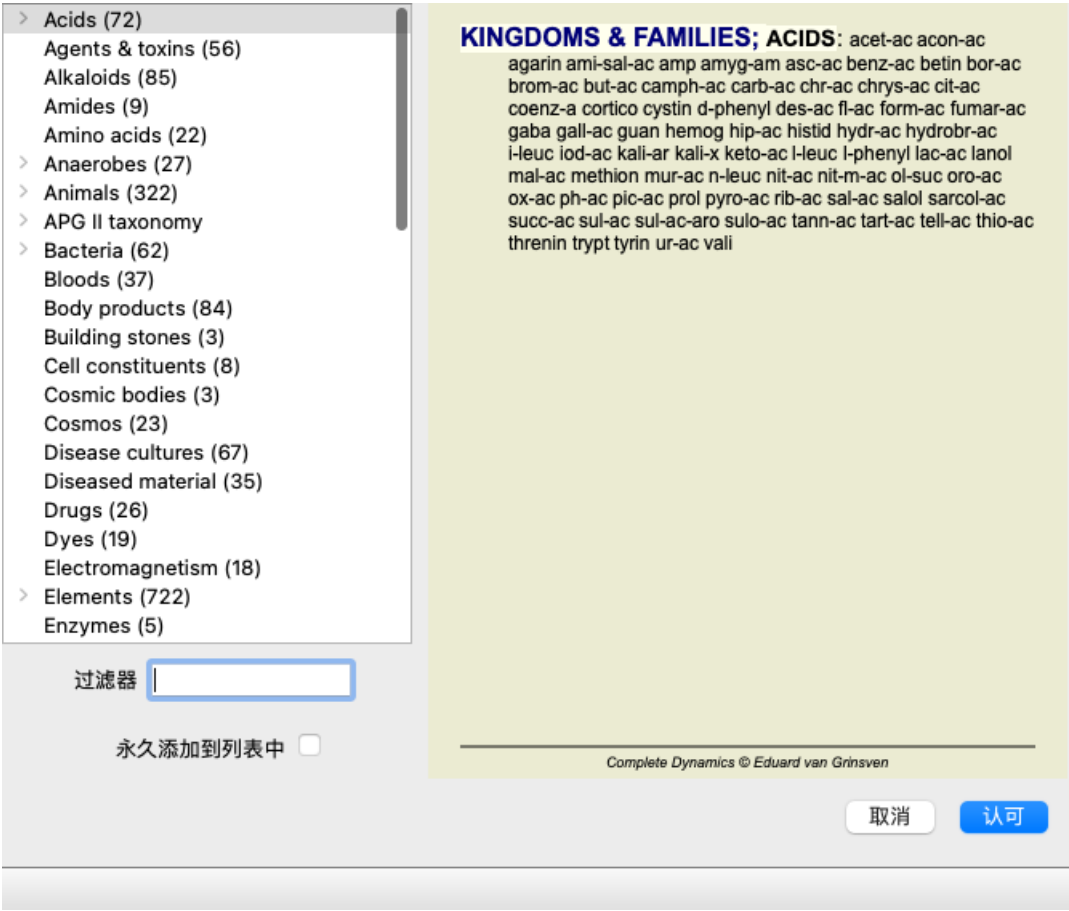 Acids (72)
Agents & toxins (56)
Alkaloids (85)
Amides (9)
Amino acids (22)
Anaerobes (27)
Animals (322)
APG II taxonomy
Bacteria (62)
Bloods (37)
Body products (84)
Building stones (3)
Cell constituents (8)
Cosmic bodies (3)
Cosmos (23)
Disease cultures (67)
Diseased material (35)
Drugs (26)
Dyes (19)
Electromagnetism (18)
Elements (722)
Enzymes (5)
过滤器
永久添加到列表中
KINGDOMS & FAMILIES; ACIDS: acet-ac acon-ac
agarin ami-sal-ac amp amyg-am asc-ac benz-ac betin bor-ac
brom-ac but-ac camph-ac carb-ac chr-ac chrys-ac cit-ac
coenz-a cortico cystin d-phenyl des-ac fl-ac form-ac fumar-ac
gaba gall-ac guan hemog hip-ac histid hydr-ac hydrobr-ac
i-leuc iod-ac kali-ar kali-x keto-ac l-leuc l-phenyl lac-ac lanol
mal-ac methion mur-ac n-leuc nit-ac nit-m-ac ol-suc oro-ac
ox-ac ph-ac pic-ac prol pyro-ac rib-ac sal-ac salol sarcol-ac
succ-ac sul-ac sul-ac-aro sulo-ac tann-ac tart-ac tell-ac thio-ac
threnin trypt tyrin ur-ac vali
Complete Dynamics © Eduard van Grinsven
取消
认可